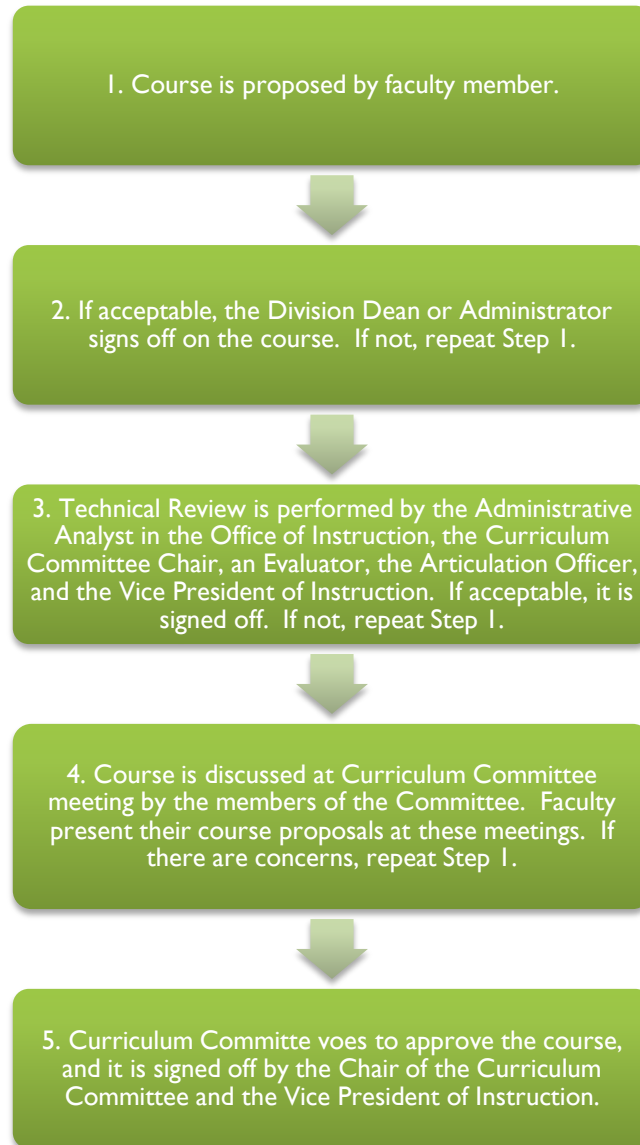 1. Course is proposed by faculty member.
2. If acceptable, the Division Dean or Administrator
signs off on the course.  If not, repeat Step 1.
3. Technical Review is performed by the Administrative
Analyst in the Office of Instruction, the Curriculum
Committee Chair, an Evaluator, the Articulation Officer,
and the Vice President of Instruction.  If acceptable, it is
signed off.  If not, repeat Step 1.
4. Course is discussed at Curriculum Committee
meeting by the members of the Committee.  Faculty
present their course proposals at these meetings.  If
there are concerns, repeat Step 1.
5. Curriculum Committe voes to approve the course,
and it is signed off by the Chair of the Curriculum
Committee and the Vice President of Instruction.